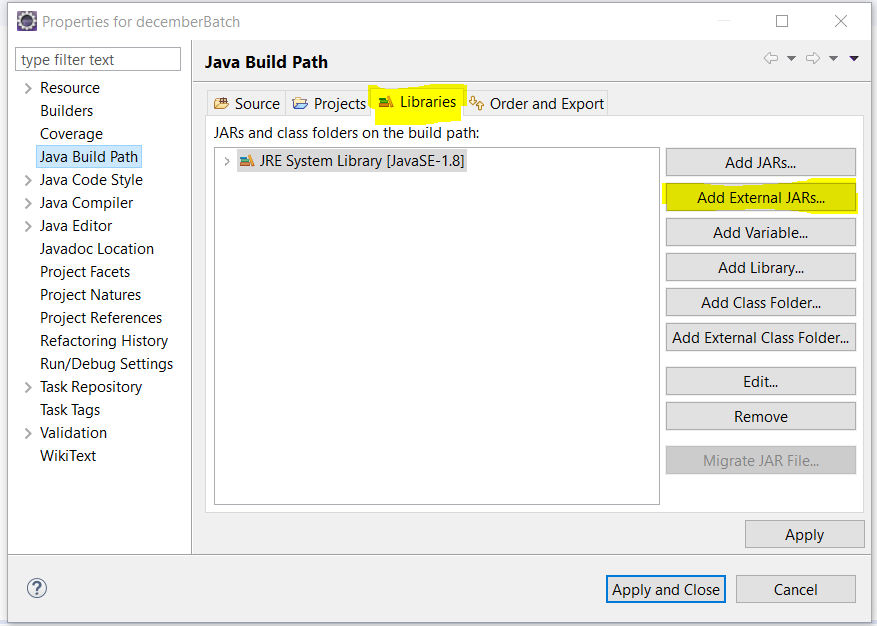 Properties for decemberBatch
type filter text
Resource
Builders
Coverage
Java Build Path
Java Code Style
Java Compiler
Java Editor
Javadoc Location
Project Facets
Project Natures
Project References
Refactoring History
Run/Debug Settings
Task Repository
Task Tags
Validation
WikiText
Java Build Path
Source Projects Libraries Order and Export
JARs and class folders on the build path:
JRE System Library [JavaSE-1.8]
Add JARs...
Add External JARs...
Add Variable...
Add Library...
Add Class Folder...
Add External Class Folder...
Edit...
Remove
Migrate JAR File...
Apply
?
Apply and Close Cancel